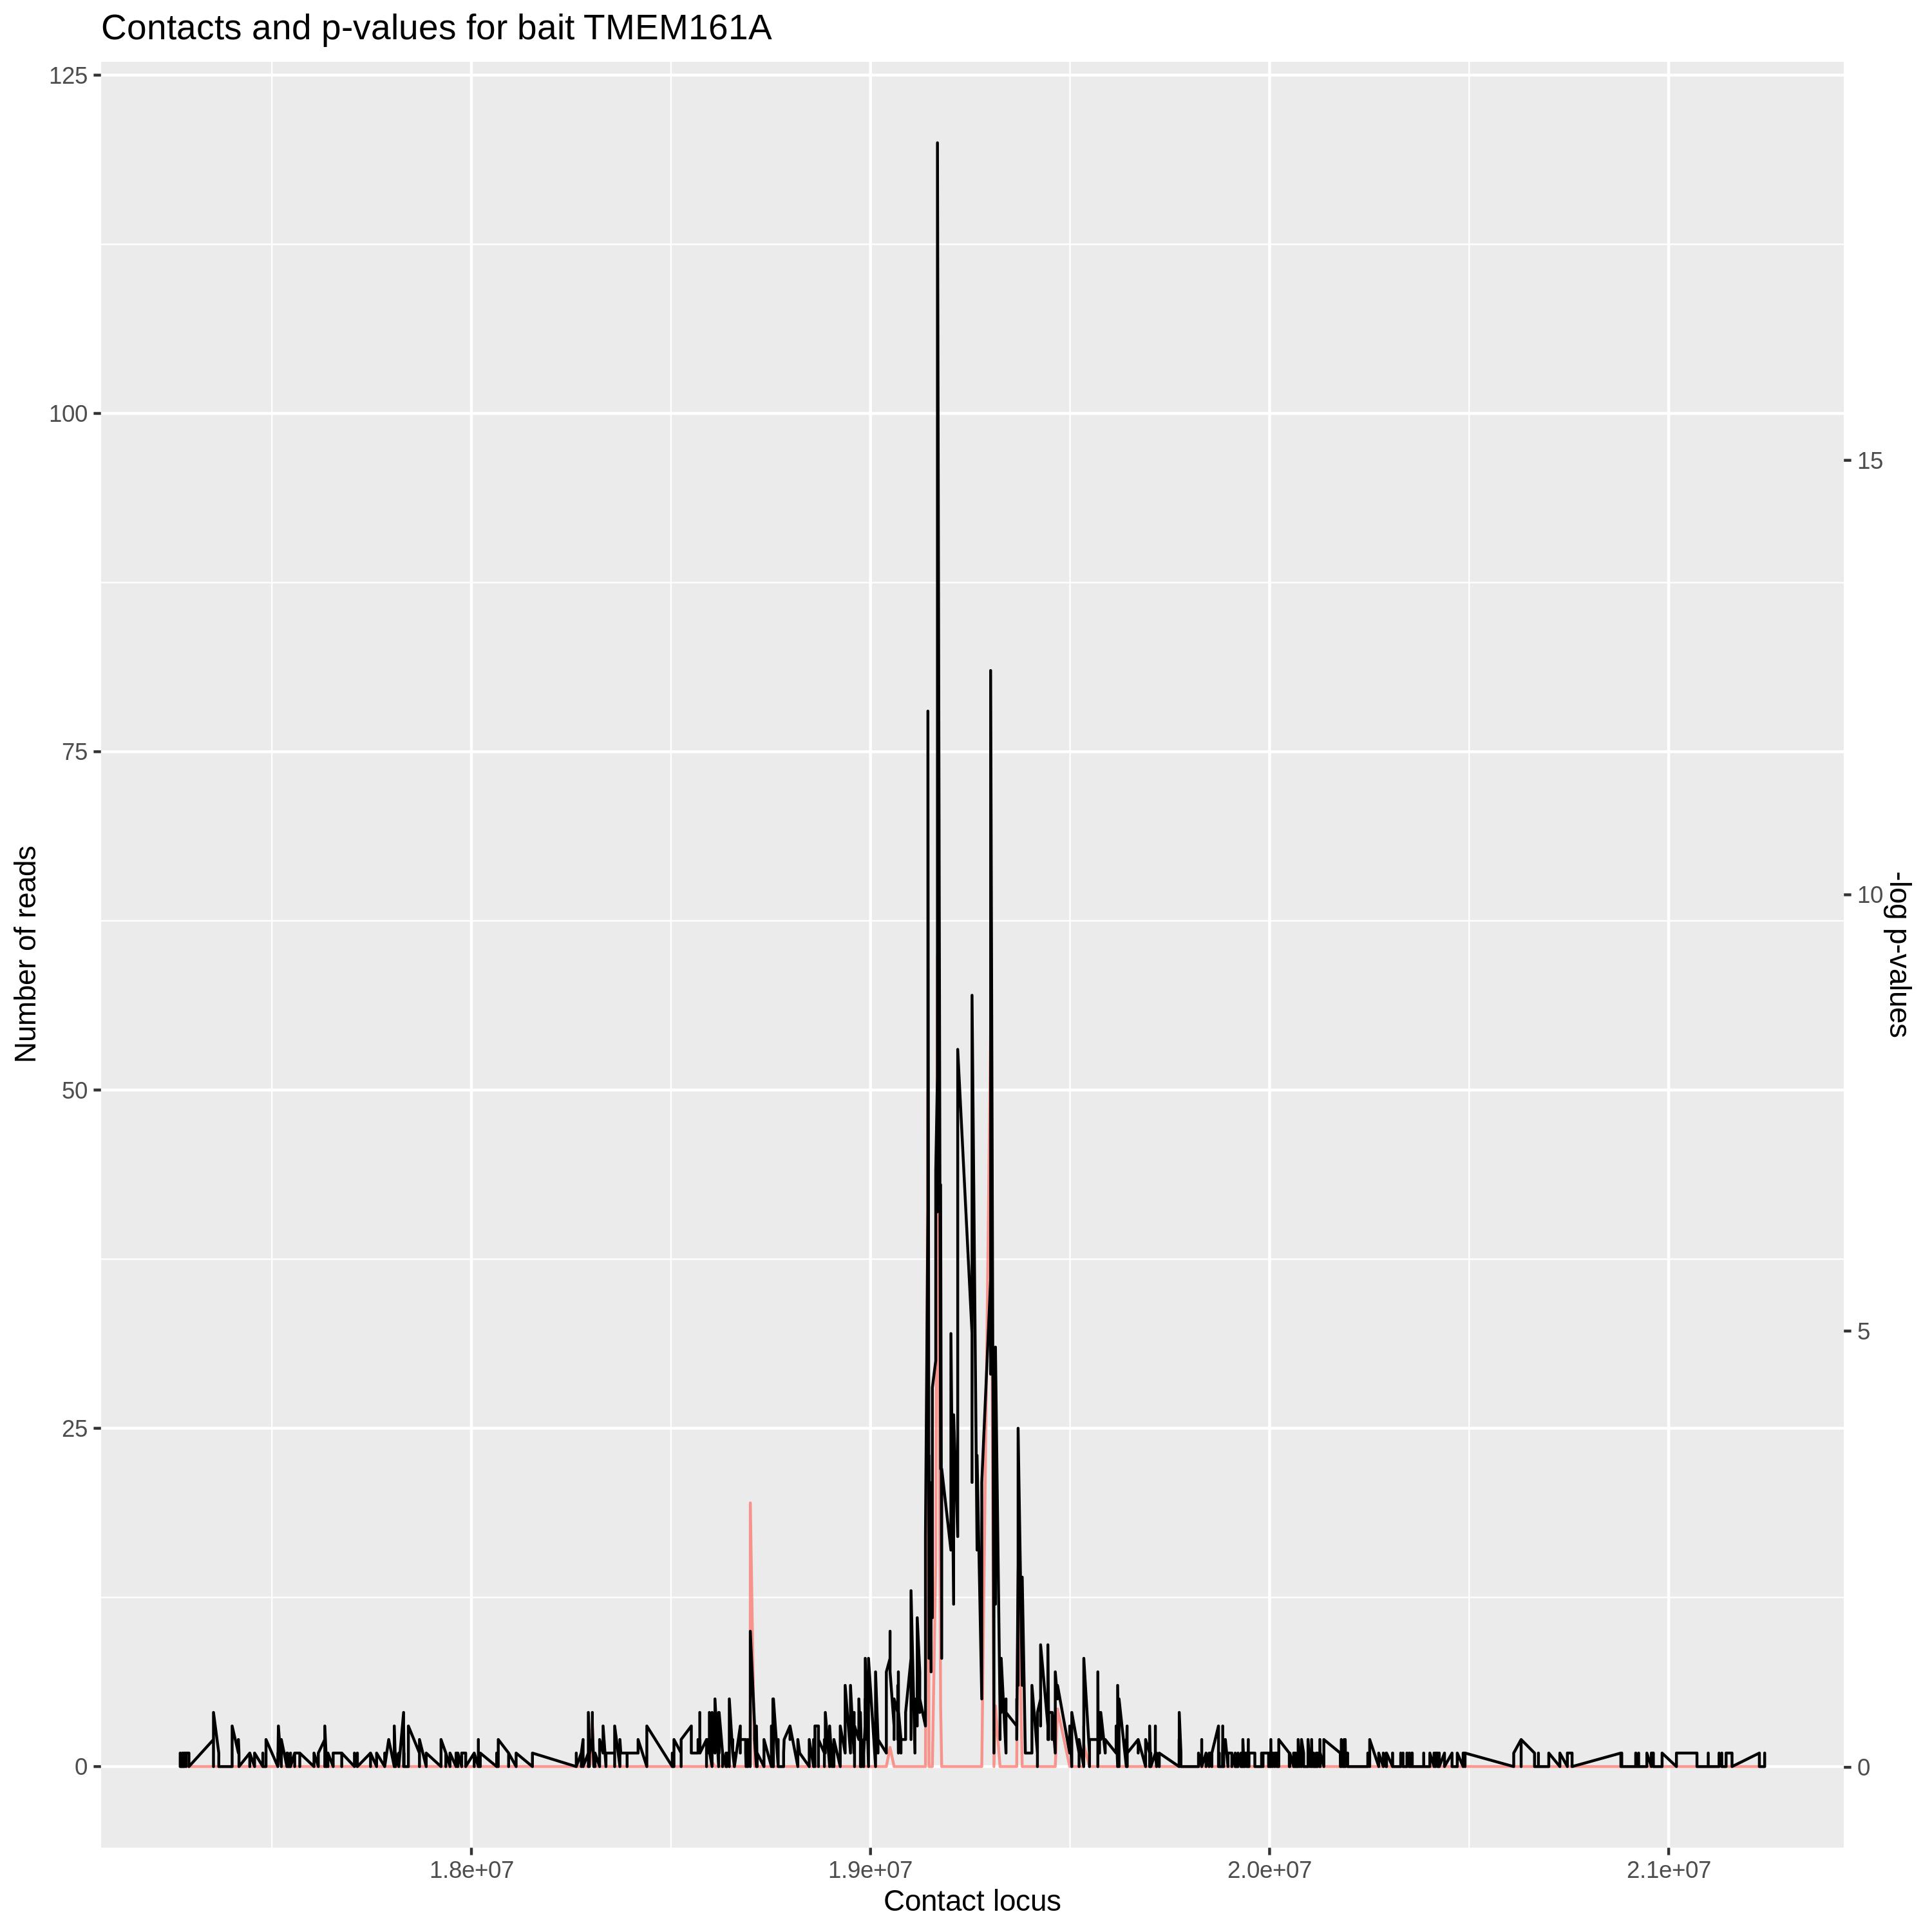 Contacts and p-values for bait TMEM161A
125
100
75
50
25
0
Number of reads
15
10
5
0
-log p-values
1.8e+07
1.9e+07
2.0e+07
2.1e+07
Contact locus